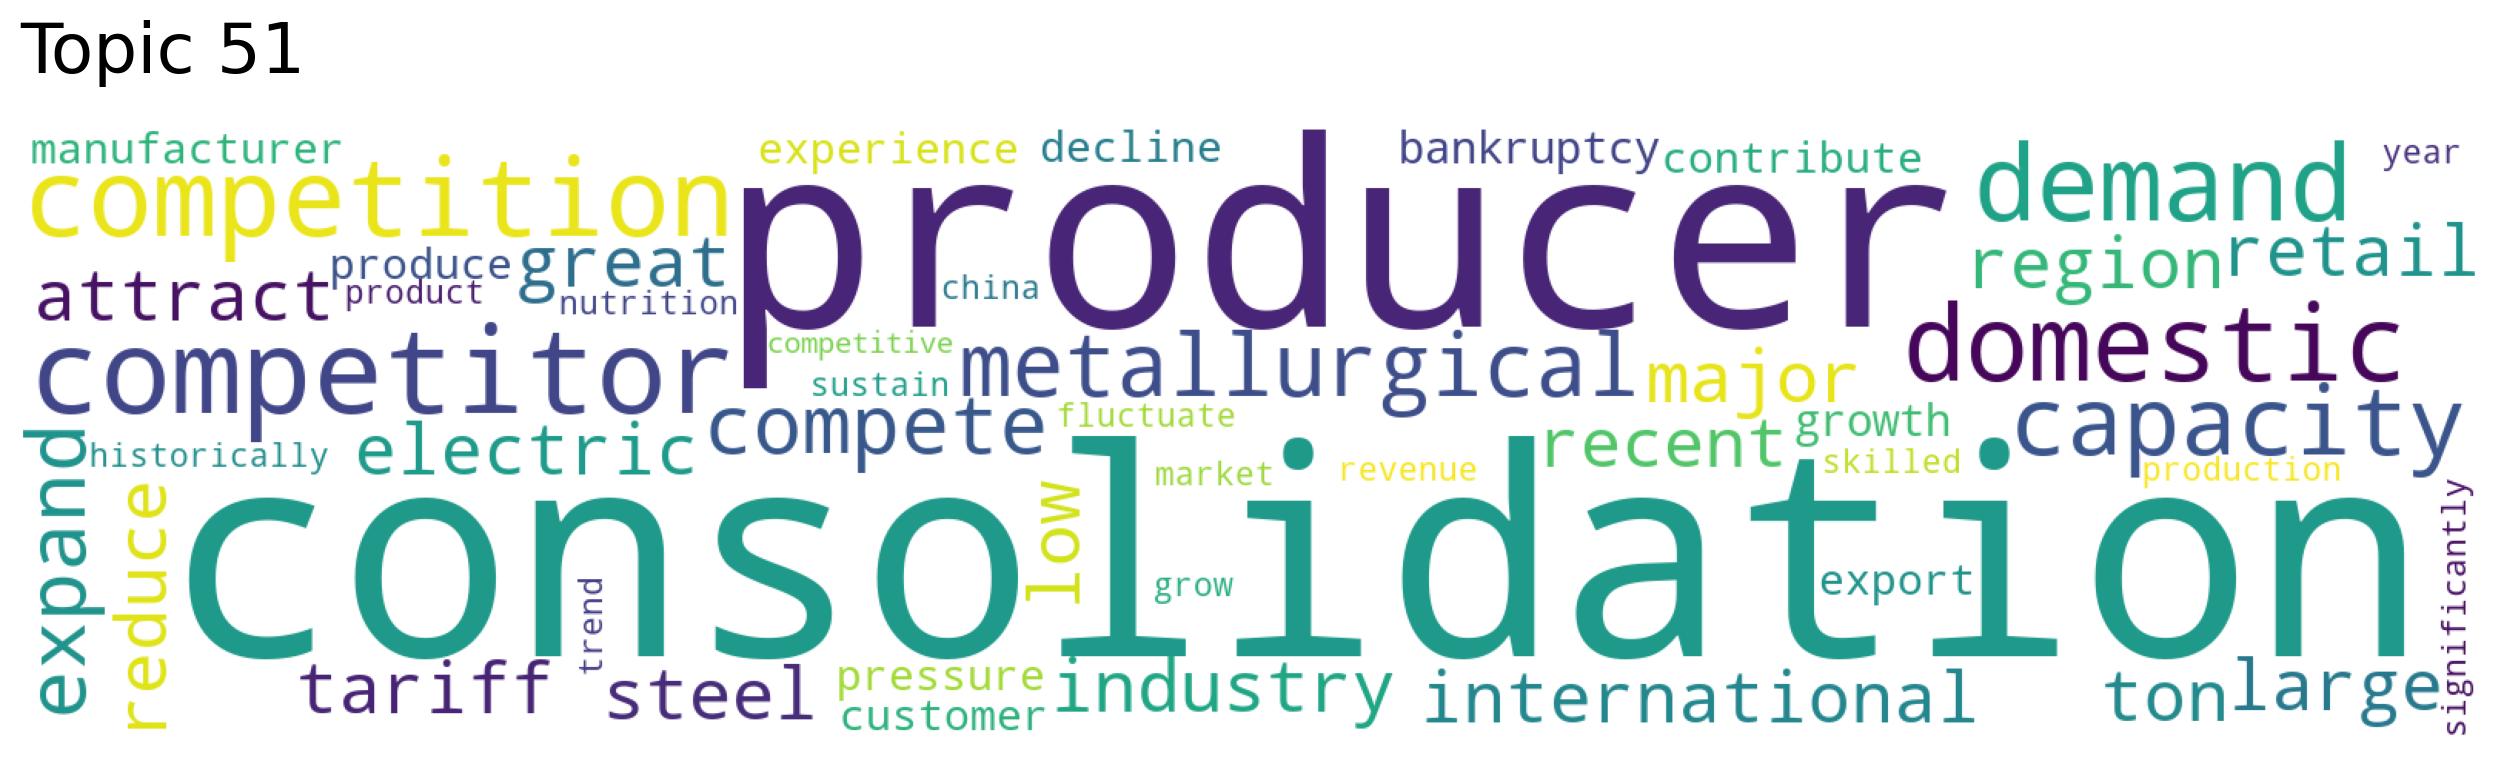 Topic 51
manufacturer experience decline bankruptcy contribute year
competition producer demand
produce great region retail
attract product nutrition china
competitor competitive metallurgical major domestic
sustain
compete fluctuate growth capacity
expand historically electric recent
market revenue skilled production
reduce consolidation low significantly
trend grow export
tariff steel pressure industry international ton large
customer